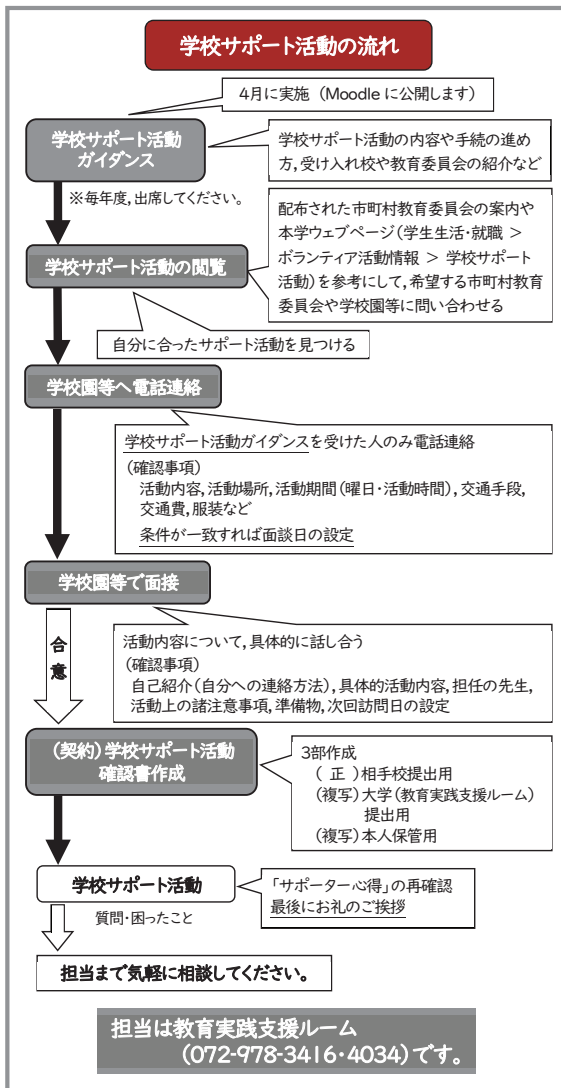 学校サポート活動の流れ
4月に実施（Moodleに公開します）
学校サポート活動
ガイダンス
学校サポート活動の内容や手続の進め
方，受け入れ校や教育委員会の紹介など
※毎年度，出席してください。
配布された市町村教育委員会の案内や
本学ウェブページ（学生生活・就職 >
ボランティア活動情報 > 学校サポート
活動）を参考にして，希望する市町村教育
委員会や学校園等に問い合わせる
学校サポート活動の閲覧
自分に合ったサポート活動を見つける
学校園等へ電話連絡
学校サポート活動ガイダンスを受けた人のみ電話連絡
（確認事項）
活動内容，活動場所，活動期間（曜日・活動時間），交通手段，
交通費，服装など
条件が一致すれば面談日の設定
学校園等で面接
合意
活動内容について，具体的に話し合う
（確認事項）
自己紹介（自分への連絡方法），具体的活動内容，担任の先生，
活動上の諸注意事項，準備物，次回訪問日の設定
（契約）学校サポート活動
確認書作成
3部作成
（ 正 ）相手校提出用
（複写）大学（教育実践支援ルーム）
提出用
（複写）本人保管用
学校サポート活動
「サポーター心得」の再確認
最後にお礼のご挨拶
質問・困ったこと
担当まで気軽に相談してください。
担当は教育実践支援ルーム
（072-978-3416・4034）です。